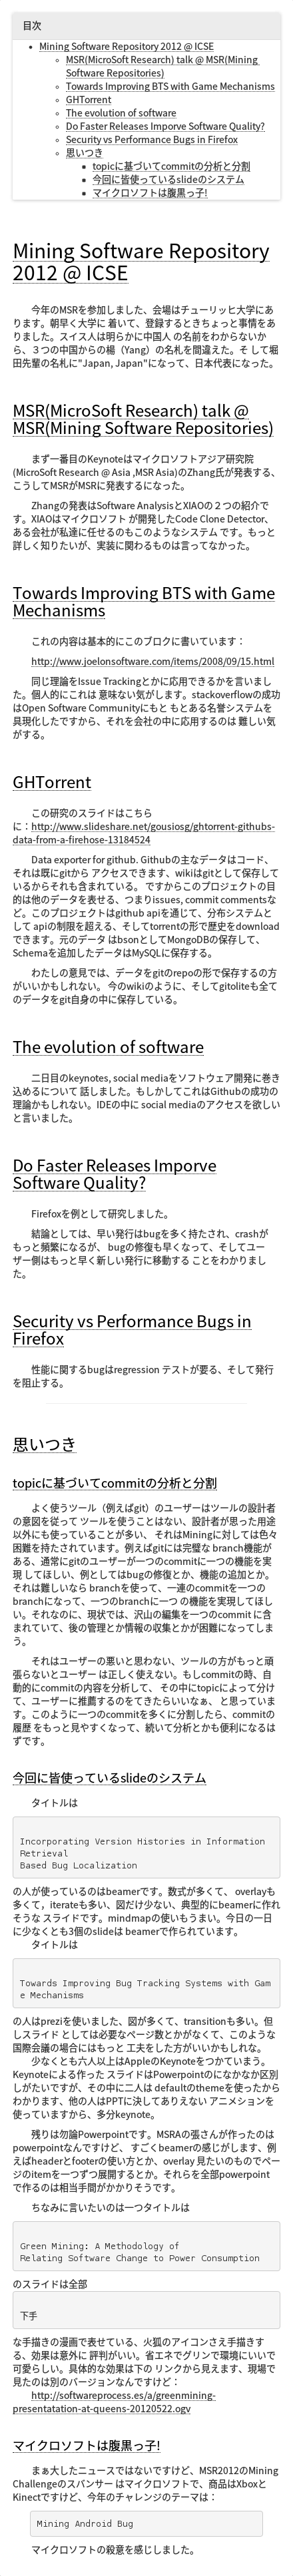 目次
Mining Software Repository 2012 @ ICSE
MSR(MicroSoft Research) talk @ MSR(Mining
Software Repositories)
Towards Improving BTS with Game Mechanisms
GHTorrent
The evolution of software
Do Faster Releases Imporve Software Quality?
Security vs Performance Bugs in Firefox
思いつき
topicに基づいてcommitの分析と分割
今回に皆使っているslideのシステム
マイクロソフトは腹黒っ子!
Mining Software Repository
2012 @ ICSE
今年のMSRを参加しました、会場はチューリッヒ大学にあ
ります。朝早く大学に 着いて、登録するときちょっと事情をあ
りました。スイス人は明らかに中国人 の名前をわからないか
ら、３つの中国からの楊（Yang）の名札を間違えた。そ して堀
田先輩の名札に"Japan, Japan"になって、日本代表になった。
MSR(MicroSoft Research) talk @
MSR(Mining Software Repositories)
まず一番目のKeynoteはマイクロソフトアジア研究院
(MicroSoft Research @ Asia ,MSR Asia)のZhang氏が発表する、
こうしてMSRがMSRに発表するになった。
Zhangの発表はSoftware AnalysisとXIAOの２つの紹介で
す。XIAOはマイクロソフト が開発したCode Clone Detector、
ある会社が私達に任せるのもこのようなシステム です。もっと
詳しく知りたいが、実装に関わるものは言ってなかった。
Towards Improving BTS with Game
Mechanisms
これの内容は基本的にこのブロクに書いています：
http://www.joelonsoftware.com/items/2008/09/15.html
同じ理論をIssue Trackingとかに応用できるかを言いまし
た。個人的にこれは 意味ない気がします。stackoverflowの成功
はOpen Software Communityにもと もとある名誉システムを
具現化したですから、それを会社の中に応用するのは 難しい気
がする。
GHTorrent
この研究のスライドはこちら
に：http://www.slideshare.net/gousiosg/ghtorrent-githubs-
data-from-a-firehose-13184524
Data exporter for github. Githubの主なデータはコード、
それは既にgitから アクセスできます、wikiはgitとして保存して
いるからそれも含まれている。 ですからこのプロジェクトの目
的は他のデータを表せる、つまりissues, commit commentsな
ど。このプロジェクトはgithub apiを通じて、分布システムと
して apiの制限を超える、そしてtorrentの形で歴史をdownload
できます。元のデータ はbsonとしてMongoDBの保存して、
Schemaを追加したデータはMySQLに保存する。
わたしの意見では、データをgitのrepoの形で保存するの方
がいいかもしれない。 今のwikiのように、そしてgitoliteも全て
のデータをgit自身の中に保存している。
The evolution of software
二日目のkeynotes, social mediaをソフトウェア開発に巻き
込めるについて 話しました。もしかしてこれはGithubの成功の
理論かもしれない。IDEの中に social mediaのアクセスを欲しい
と言いました。
Do Faster Releases Imporve
Software Quality?
Firefoxを例として研究しました。
結論としては、早い発行はbugを多く持たされ、crashが
もっと頻繁になるが、 bugの修復も早くなって、そしてユー
ザー側はもっと早く新しい発行に移動する ことをわかりまし
た。
Security vs Performance Bugs in
Firefox
性能に関するbugはregression テストが要る、そして発行
を阻止する。
思いつき
topicに基づいてcommitの分析と分割
よく使うツール（例えばgit）のユーザーはツールの設計者
の意図を従って ツールを使うことはない、設計者が思った用途
以外にも使っていることが多い、 それはMiningに対しては色々
困難を持たされています。例えばgitには完璧な branch機能が
ある、通常にgitのユーザーが一つのcommitに一つの機能を実
現 してほしい、例としてはbugの修復とか、機能の追加とか。
それは難しいなら branchを使って、一連のcommitを一つの
branchになって、一つのbranchに一つ の機能を実現してほし
い。それなのに、現状では、沢山の編集を一つのcommit に含
まれていて、後の管理とか情報の収集とかが困難になってしま
う。
それはユーザーの悪いと思わない、ツールの方がもっと頑
張らないとユーザー は正しく使えない。もしcommitの時、自
動的にcommitの内容を分析して、 その中にtopicによって分け
て、ユーザーに推薦するのをてきたらいいなぁ、 と思っていま
す。このように一つのcommitを多くに分割したら、commitの
履歴 をもっと見やすくなって、続いて分析とかも便利になるは
ずです。
今回に皆使っているslideのシステム
タイトルは
Incorporating Version Histories in Information
Retrieval
Based Bug Localization
の人が使っているのはbeamerです。数式が多くて、 overlayも
多くて，iterateも多い、図だけ少ない、典型的にbeamerに作れ
そうな スライドです。mindmapの使いもうまい。今日の一日
に少なくとも3個のslideは beamerで作られています。
タイトルは
Towards Improving Bug Tracking Systems with Gam
e Mechanisms
の人はpreziを使いました、図が多くて、transitionも多い。但
しスライド としては必要なページ数とかがなくて、このような
国際会議の場合にはもっと 工夫をした方がいいかもしれな。
少なくとも六人以上はAppleのKeynoteをつかていまう。
Keynoteによる作った スライドはPowerpointのになかなか区別
しがたいですが、その中に二人は defaultのthemeを使ったから
わかります、他の人はPPTに決してありえない アニメションを
使っていますから、多分keynote。
残りは勿論Powerpointです。MSRAの張さんが作ったのは
powerpointなんですけど、 すごくbeamerの感じがします、例
えばheaderとfooterの使い方とか、overlay 見たいのものでペー
ジのitemを一つずつ展開するとか。それらを全部powerpoint
で作るのは相当手間がかかりそうです。
ちなみに言いたいのは一つタイトルは
Green Mining: A Methodology of
Relating Software Change to Power Consumption
のスライドは全部
下手
な手描きの漫画で表せている、火狐のアイコンさえ手描きす
る、効果は意外に 評判がいい。省エネでグリンで環境にいいで
可愛らしい。具体的な効果は下の リンクから見えます、現場で
見たのは別のバージョンなんですけど：
http://softwareprocess.es/a/greenmining-
presentatation-at-queens-20120522.ogv
マイクロソフトは腹黒っ子!
まぁ大したニュースではないですけど、MSR2012のMining
Challengeのスバンサー はマイクロソフトで、商品はXboxと
Kinectですけど、今年のチャレンジのテーマは：
Mining Android Bug
マイクロソフトの殺意を感じしました。